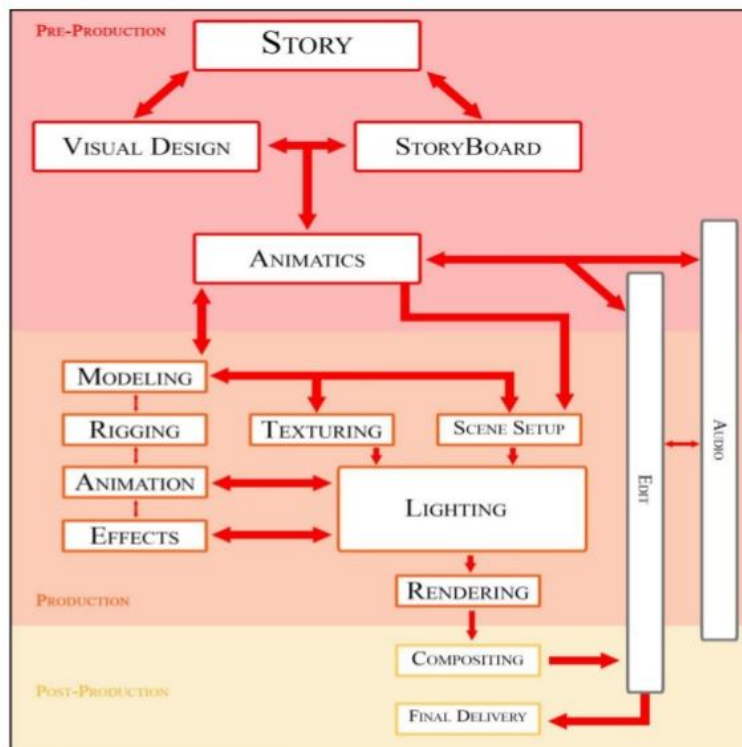 PRE-PRODUCTION
STORY
VISUAL DESIGN
STORYBOARD
ANIMATICS
MODELING
RIGGING
TEXTURING
SCENE SETUP
ANIMATION
LIGHTING
EFFECTS
EDIT
AUDIO
RENDERING
PRODUCTION
COMPOSITING
POST-PRODUCTION
FINAL DELIVERY